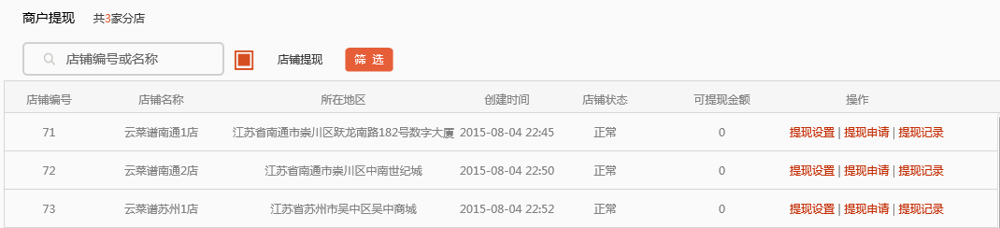 商户提现 共3家分店
店铺编号或名称 店铺提现 筛 选
店铺编号 店铺名称 所在地区 创建时间 店铺状态 可提现金额 操作
71 云菜谱南通1店 江苏省南通市崇川区跃龙南路182号数字大厦 2015-08-04 22:45 正常 0 提现设置 | 提现申请 | 提现记录
72 云菜谱南通2店 江苏省南通市崇川区中南世纪城 2015-08-04 22:50 正常 0 提现设置 | 提现申请 | 提现记录
73 云菜谱苏州1店 江苏省苏州市吴中区吴中商城 2015-08-04 22:52 正常 0 提现设置 | 提现申请 | 提现记录